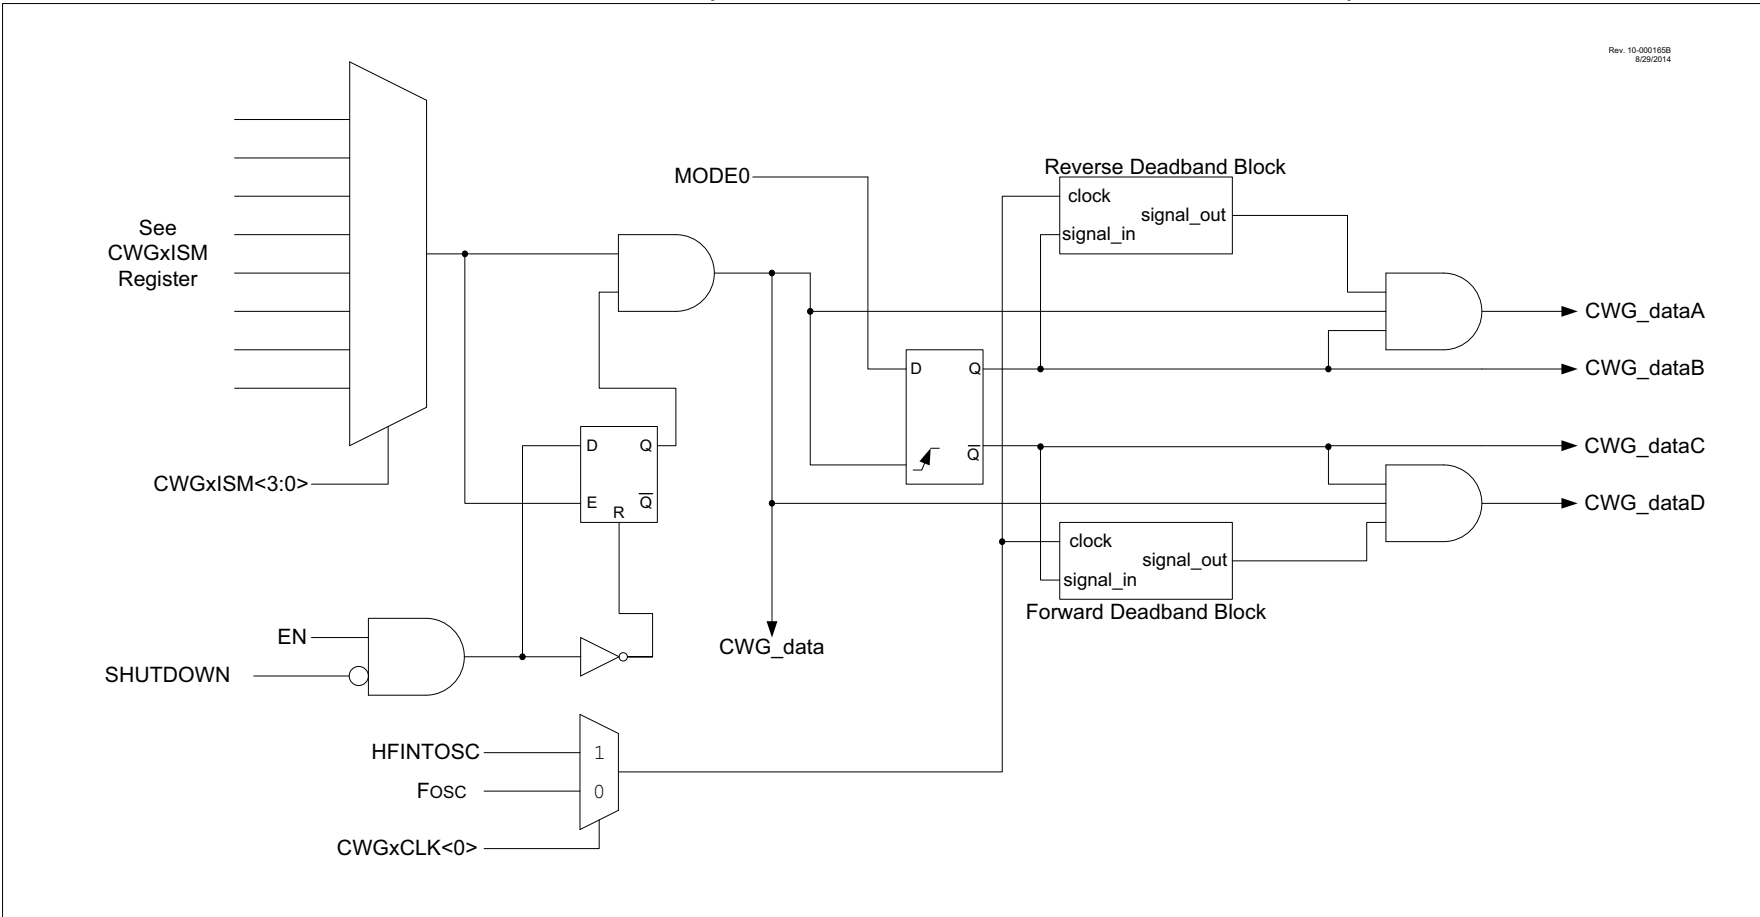 Rev. 10-000165B
8/29/2014
See
CWGxISM
Register
CWGxISM<3:0>
MODE0
Reverse Deadband Block
clock
signal_out
signal_in
CWG_dataA
D
Q
CWG_dataB
Q
CWG_dataC
D
Q
E
Q
R
CWG_dataD
clock
signal_out
signal_in
Forward Deadband Block
EN
SHUTDOWN
CWG_data
HFINTOSC
1
FOSC
0
CWGxCLK<0>